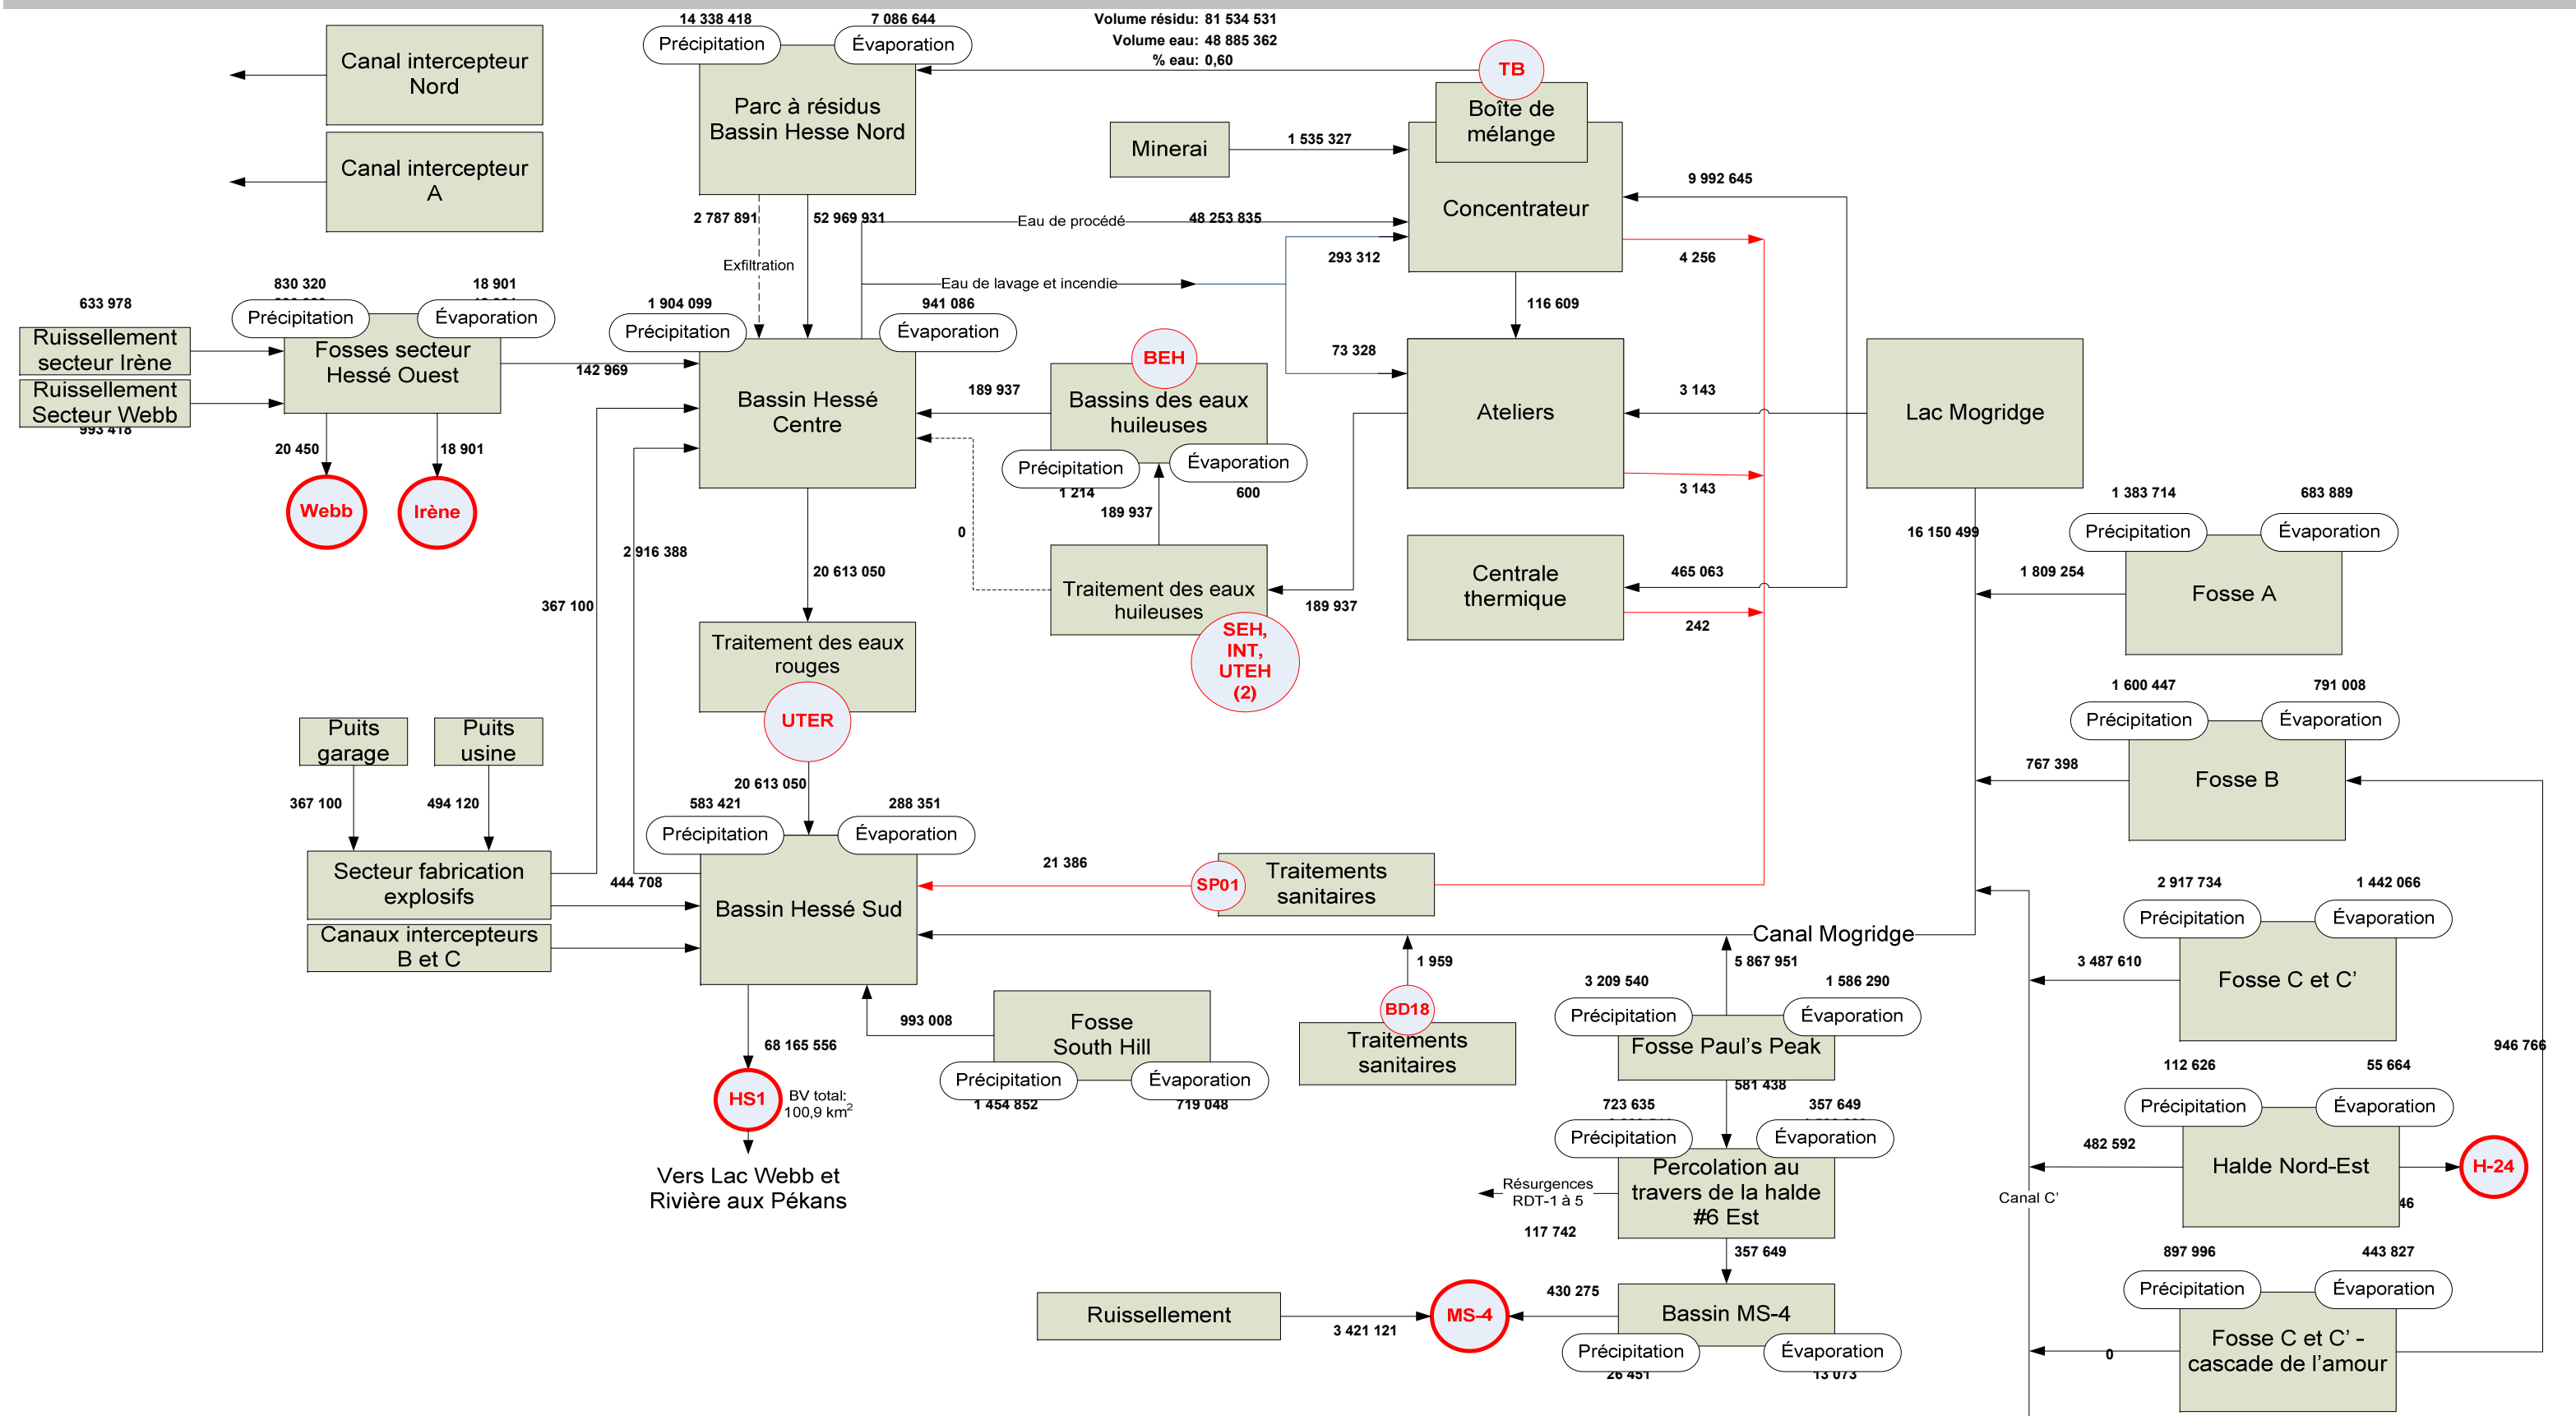 14 338 418
7 086 644
Précipitation
Évaporation
Parc à résidus
Bassin Hesse Nord
Volume résidu: 81 534 531
Volume eau: 48 885 362
% eau: 0,60
TB
Boîte de
mélange
Concentrateur
Minerai
1 535 327
Canal intercepteur
Nord
Canal intercepteur
A
9 992 645
2 787 891
52 969 931
Exfiltration
Eau de procédé
48 253 835
Eau de lavage et incendie
293 312
4 256
116 609
73 328
633 978
Ruissellement
secteur Irène
Ruissellement
Secteur Webb
993 418
830 320
18 901
Précipitation
Évaporation
Fosses secteur
Hessé Ouest
142 969
20 450
18 901
Webb
Irène
1 904 099
941 086
Précipitation
Évaporation
Bassin Hessé
Centre
189 937
BEH
Bassins des eaux
huileuses
Précipitation
Évaporation
1 214
600
189 937
0
Traitement des eaux
huileuses
SEH,
INT,
UTEH
(2)
189 937
Ateliers
3 143
3 143
Lac Mogridge
16 150 499
Centrale
thermique
465 063
242
1 383 714
683 889
Précipitation
Évaporation
Fosse A
1 809 254
2 916 388
367 100
20 613 050
Traitement des eaux
rouges
UTER
20 613 050
1 600 447
791 008
Précipitation
Évaporation
Fosse B
767 398
Puits
garage
Puits
usine
367 100
494 120
Secteur fabrication
explosifs
444 708
Canaux intercepteurs
B et C
583 421
288 351
Précipitation
Évaporation
Bassin Hessé Sud
21 386
SP01
Traitements
sanitaires
Canal Mogridge
1 959
BD18
Traitements
sanitaires
5 867 951
3 209 540
1 586 290
Précipitation
Évaporation
Fosse Paul's Peak
581 438
2 917 734
1 442 066
Précipitation
Évaporation
Fosse C et C'
3 487 610
946 766
993 008
Fosse
South Hill
Précipitation
Évaporation
1 454 852
719 048
68 165 556
HS1
BV total:
100,9 km²
Vers Lac Webb et
Rivière aux Pékans
723 635
357 649
Précipitation
Évaporation
Percolation au
travers de la halde
#6 Est
Résurgences
RDT-1 à 5
117 742
357 649
112 626
55 664
Précipitation
Évaporation
Halde Nord-Est
482 592
H-24
46
Canal C'
Ruissellement
3 421 121
MS-4
430 275
Bassin MS-4
Précipitation
Évaporation
26 451
13 073
897 996
443 827
Précipitation
Évaporation
Fosse C et C' -
cascade de l'amour
0